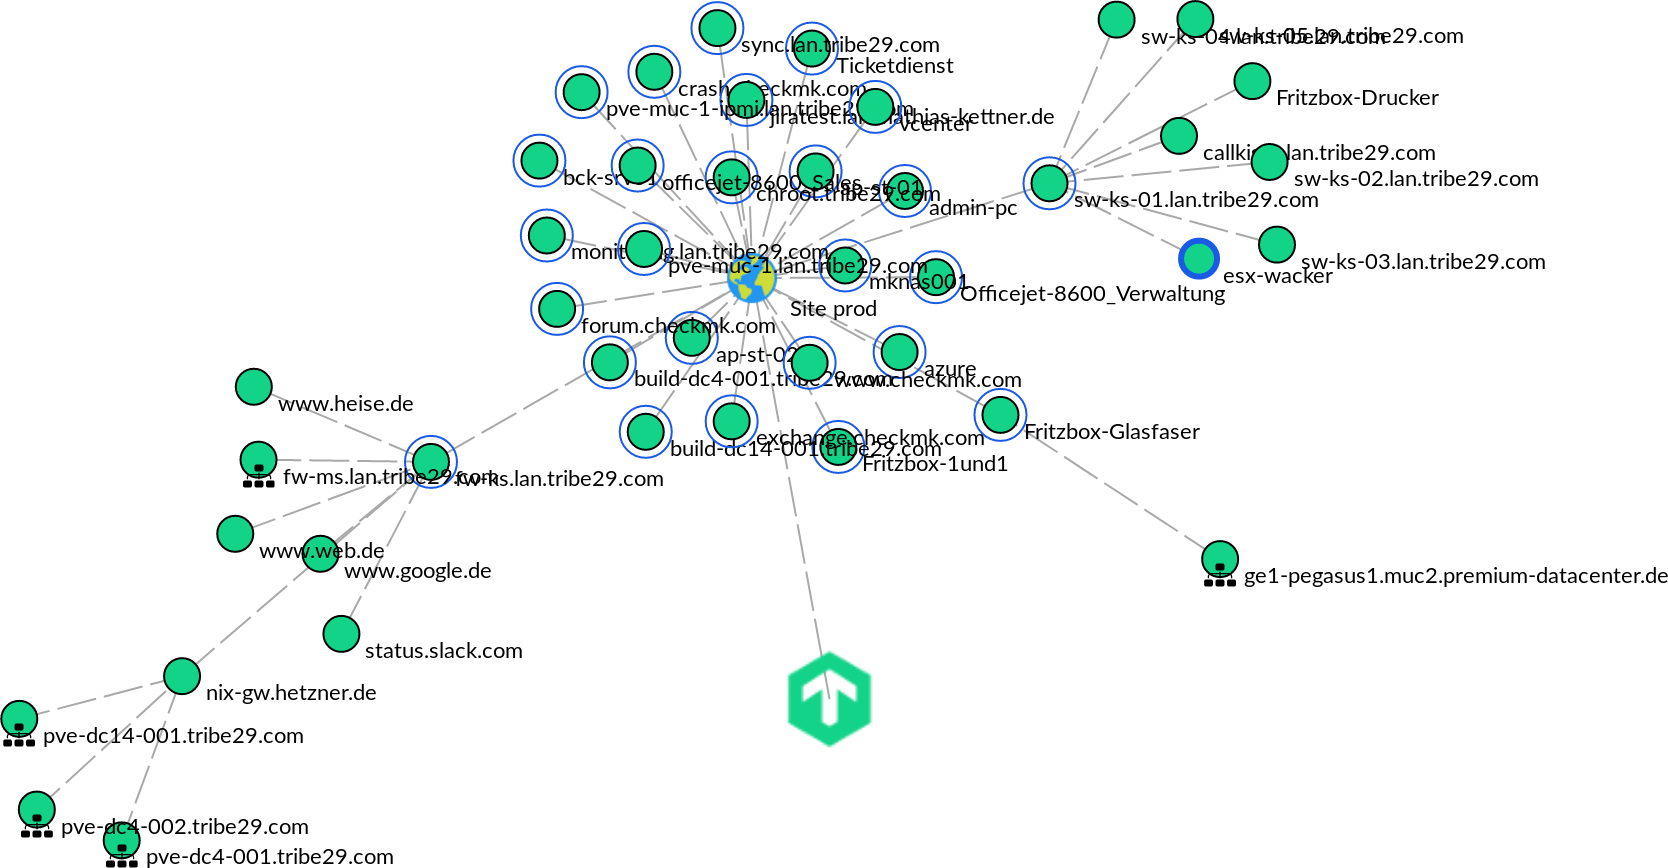 sync.lan.tribe29.com
Ticketdienst
crash.checkmk.com
pve-muc-1-ipmi.lan.tribe29.com
jiratest.lan.mathias-kettner.de
vcenter
bck-srv01
officejet-8600_Sales
ap-st-01
chroot.tribe29.com
admin-pc
monitoring.lan.tribe29.com
pve-muc-1.lan.tribe29.com
mknas001
Officejet-8600_Verwaltung
Site prod
forum.checkmk.com
ap-st-02
build-dc4-001.tribe29.com
www.checkmk.com
azure
build-dc14-001.tribe29.com
exchange.checkmk.com
Fritzbox-1und1
Fritzbox-Glasfaser
ge1-pegasus1.muc2.premium-datacenter.de
sw-ks-04.lan.tribe29.com
sw-ks-05.lan.tribe29.com
Fritzbox-Drucker
lan.tribe29.com
sw-ks-02.lan.tribe29.com
sw-ks-01.lan.tribe29.com
sw-ks-03.lan.tribe29.com
esx-wacker
www.heise.de
fw-ms.lan.tribe29.com
fw-ks.lan.tribe29.com
www.web.de
www.google.de
status.slack.com
nix-gw.hetzner.de
pve-dc14-001.tribe29.com
pve-dc4-002.tribe29.com
pve-dc4-001.tribe29.com